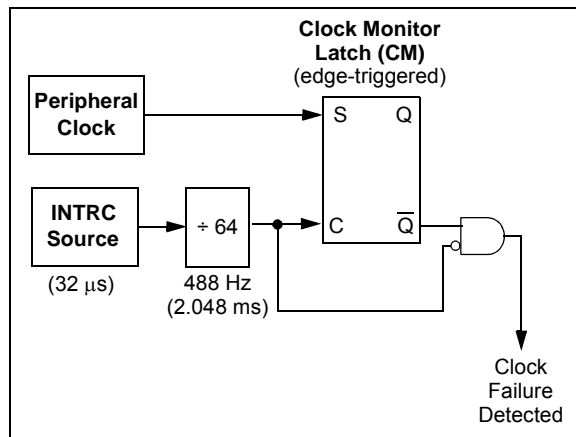 Clock Monitor
Latch (CM)
(edge-triggered)
Peripheral
Clock
S
Q
INTRC
Source
÷ 64
C
Q̅
(32 μs)
488 Hz
(2.048 ms)
Clock
Failure
Detected